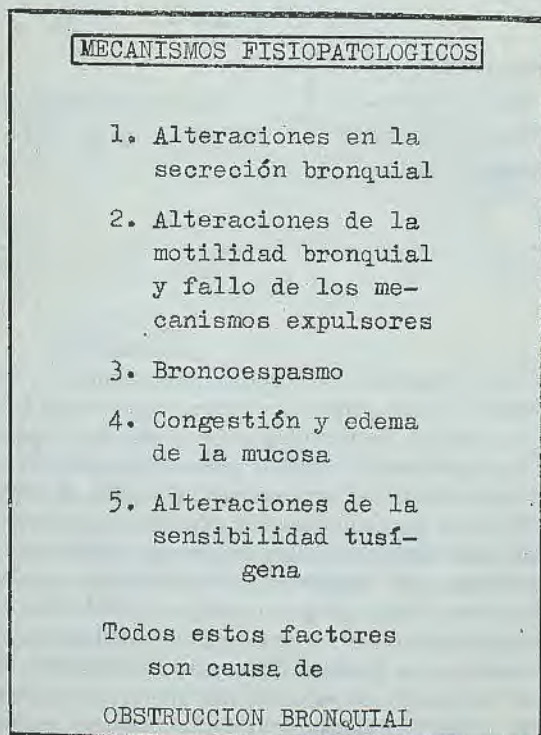 MECANISMOS FISIOPATOLOGICOS
1. Alteraciones en la
secreción bronquial
2. Alteraciones de la
motilidad bronquial
y fallo de los me-
canismos expulsores
3. Broncoespasmo
4. Congestión y edema
de la mucosa
5. Alteraciones de la
sensibilidad tusí-
gena
Todos estos factores
son causa de
OBSTRUCCION BRONQUIAL